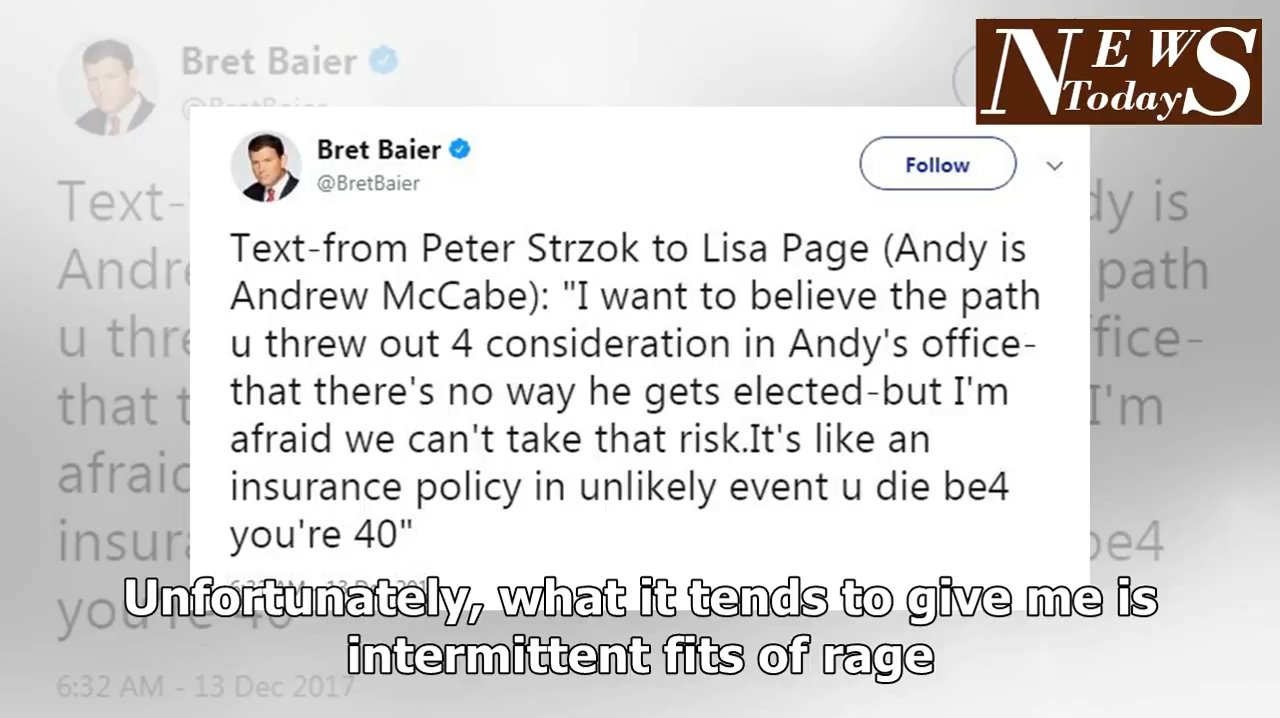 NEWS
Today
Bret Baier
@BretBaier
Bret Baier
@BretBaier
Follow
Text-from Peter Strzok to Lisa Page (Andy is
Andrew McCabe): "I want to believe the path
u threw out 4 consideration in Andy's office-
that there's no way he gets elected-but I'm
afraid we can't take that risk.It's like an
insurance policy in unlikely event u die be4
you're 40"
Unfortunately, what it tends to give me is
intermittent fits of rage
6:32 AM - 13 Dec 2017